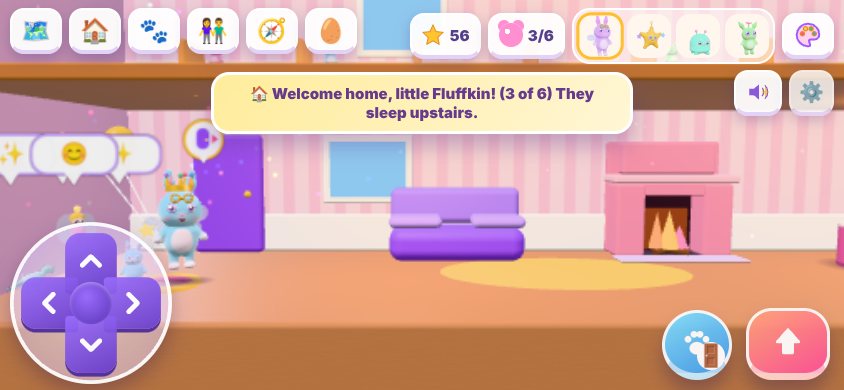 56
3/6
🏠 Welcome home, little Fluffkin! (3 of 6) They
sleep upstairs.